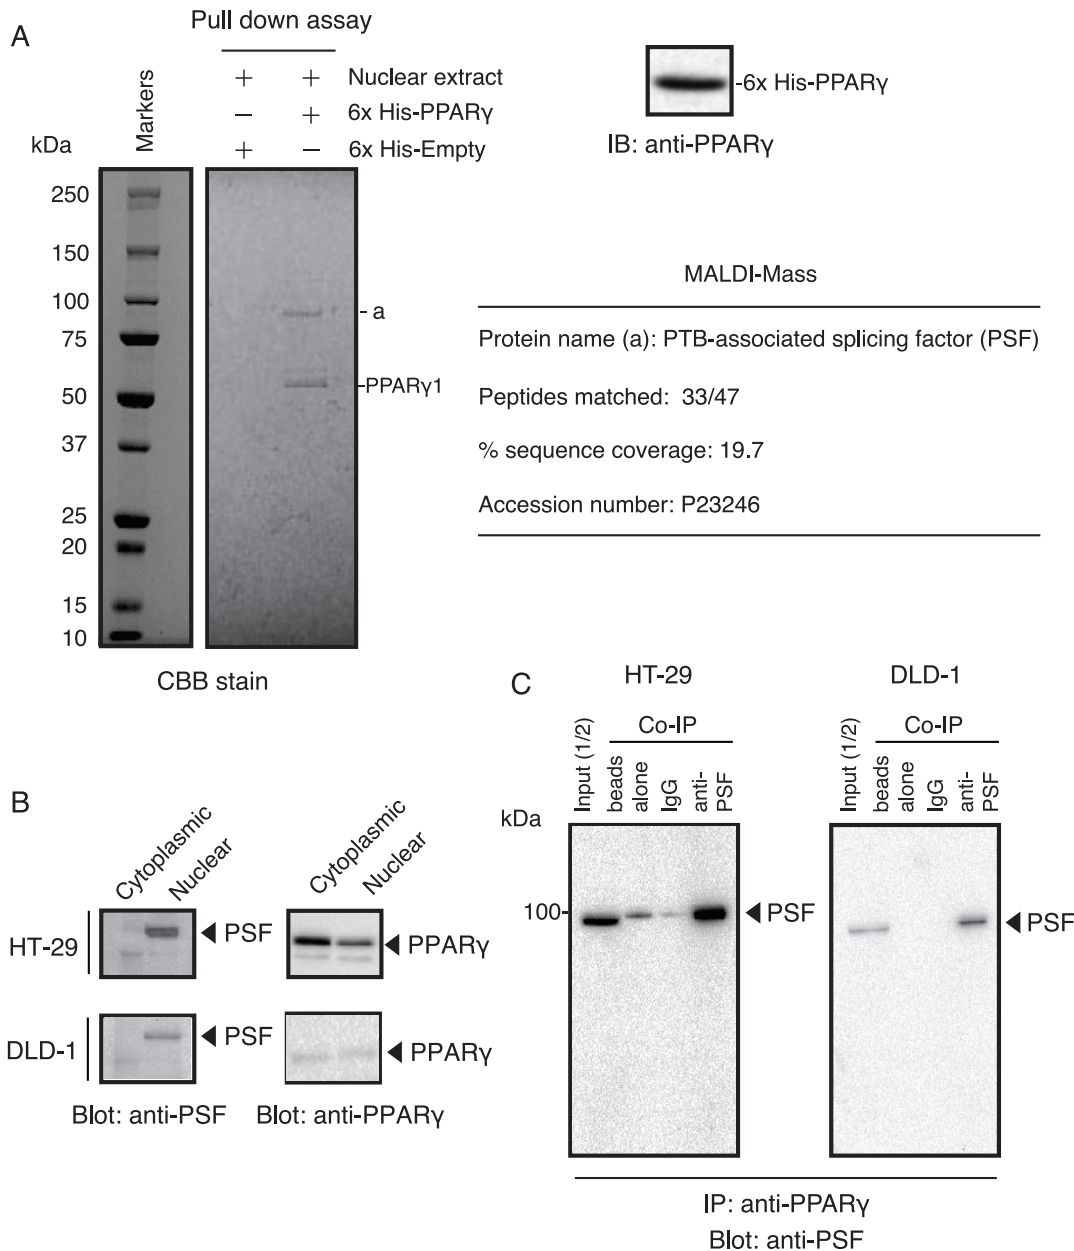 A
Pull down assay
Markers
+ + Nuclear extract
− + 6x His-PPARγ
+ − 6x His-Empty
kDa
250
150
100
75
50
37
25
20
15
10
- a
-PPARγ1
CBB stain
-6x His-PPARγ
IB: anti-PPARγ
MALDI-Mass
Protein name (a): PTB-associated splicing factor (PSF)
Peptides matched: 33/47
% sequence coverage: 19.7
Accession number: P23246
B
Cytoplasmic
Nuclear
Cytoplasmic
Nuclear
HT-29
PSF
PPARγ
DLD-1
PSF
PPARγ
Blot: anti-PSF
Blot: anti-PPARγ
C
HT-29
DLD-1
Input (1/2)
Co-IP
beads
alone
IgG
anti-
PSF
Input (1/2)
Co-IP
beads
alone
IgG
anti-
PSF
kDa
100-
PSF
PSF
IP: anti-PPARγ
Blot: anti-PSF